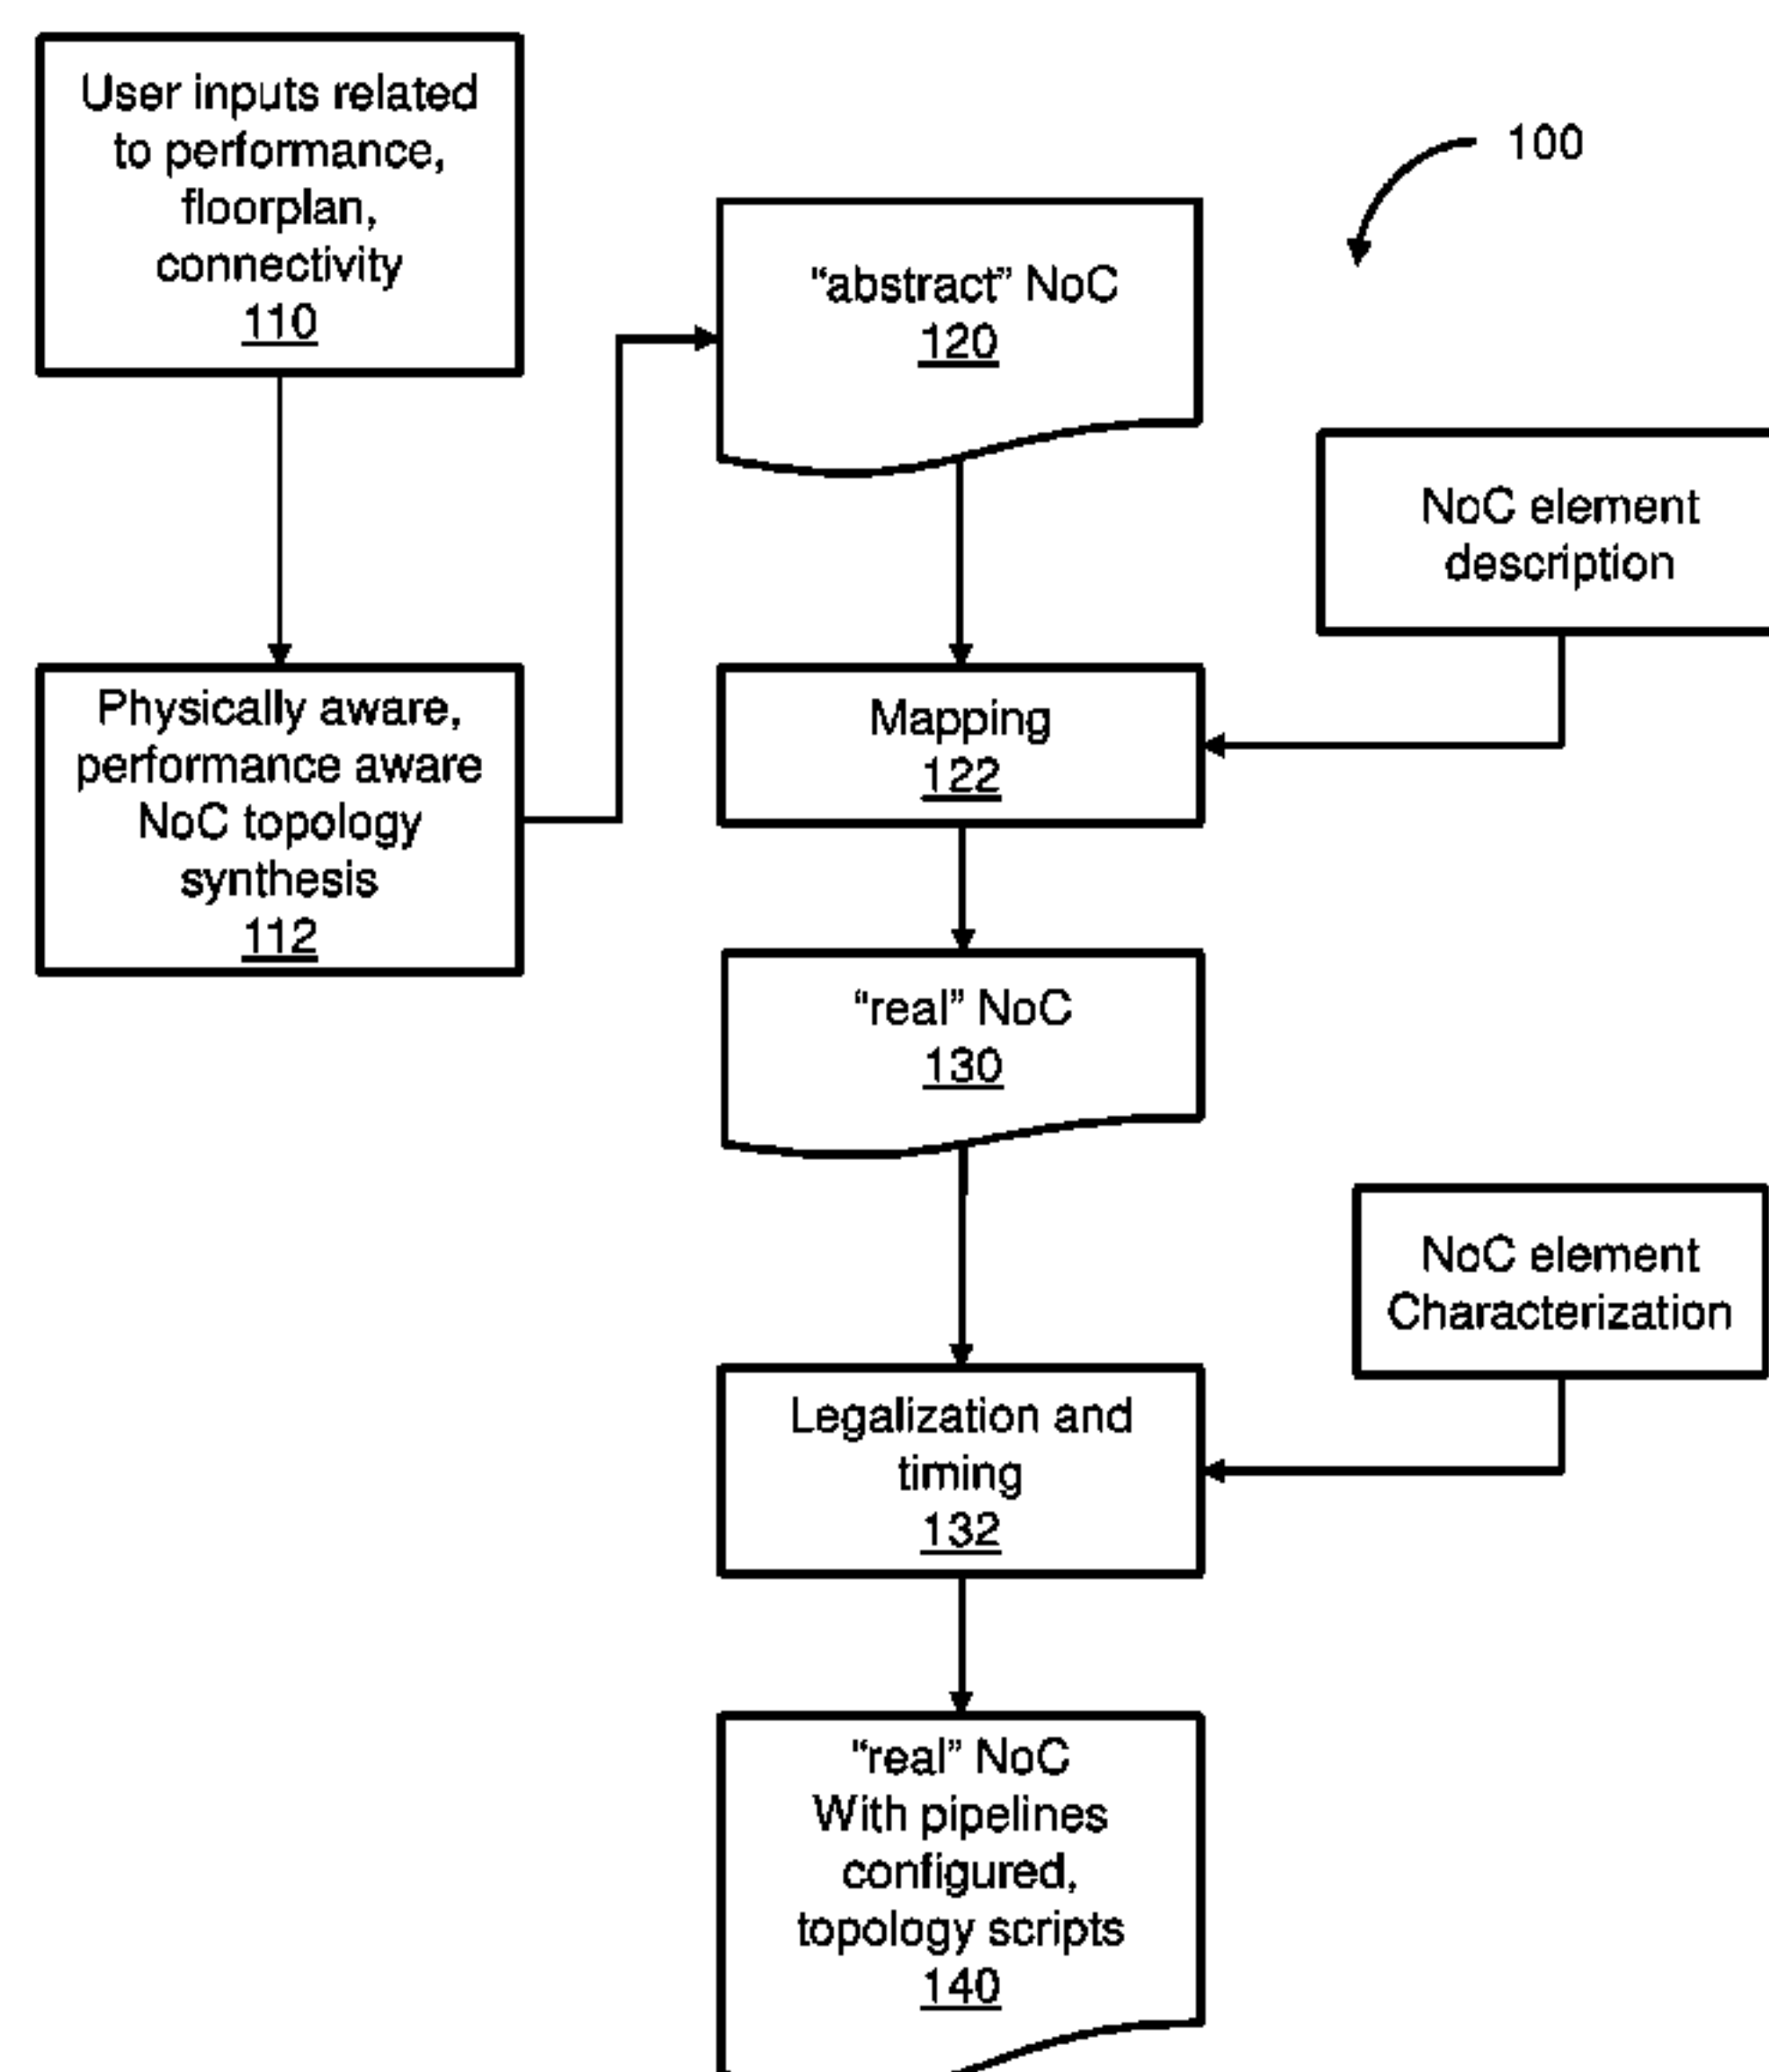 User inputs related
to performance,
floorplan,
connectivity
110
100
"abstract" NoC
120
NoC element
description
Physically aware,
performance aware
NoC topology
synthesis
112
Mapping
122
"real" NoC
130
NoC element
Characterization
Legalization and
timing
132
"real" NoC
With pipelines
configured,
topology scripts
140